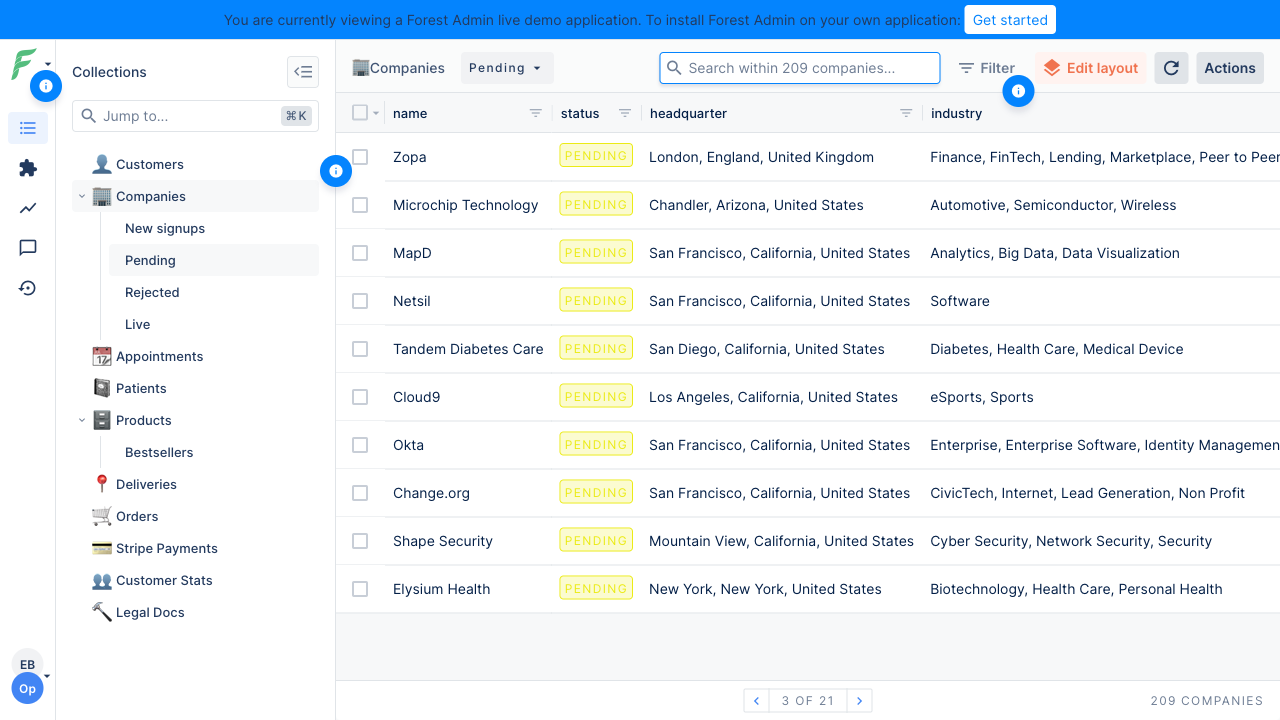 You are currently viewing a Forest Admin live demo application. To install Forest Admin on your own application: Get started
Collections
Jump to...
⌘K
Customers
Companies
New signups
Pending
Rejected
Live
Appointments
Patients
Products
Bestsellers
Deliveries
Orders
Stripe Payments
Customer Stats
Legal Docs
EB
Op
Companies
Pending
Search within 209 companies...
Filter
Edit layout
Actions
name status headquarter industry
Zopa PENDING London, England, United Kingdom Finance, FinTech, Lending, Marketplace, Peer to Peer
Microchip Technology PENDING Chandler, Arizona, United States Automotive, Semiconductor, Wireless
MapD PENDING San Francisco, California, United States Analytics, Big Data, Data Visualization
Netsil PENDING San Francisco, California, United States Software
Tandem Diabetes Care PENDING San Diego, California, United States Diabetes, Health Care, Medical Device
Cloud9 PENDING Los Angeles, California, United States eSports, Sports
Okta PENDING San Francisco, California, United States Enterprise, Enterprise Software, Identity Managemen
Change.org PENDING San Francisco, California, United States CivicTech, Internet, Lead Generation, Non Profit
Shape Security PENDING Mountain View, California, United States Cyber Security, Network Security, Security
Elysium Health PENDING New York, New York, United States Biotechnology, Health Care, Personal Health
3 OF 21
209 COMPANIES